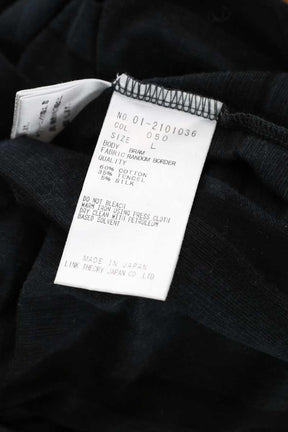 NO. 01-2101036
COL 050
SIZE L
BODY BRAM
FABRIC RANDOM BORDER
QUALITY
60% COTTON
35% TENCEL
5% SILK
DO NOT BLEACH
WARM IRON USING PRESS CLOTH
DRY CLEAN WITH PETROLEUM
BASED SOLVENT
MADE IN JAPAN
LINK THEORY JAPAN CO.,LTD